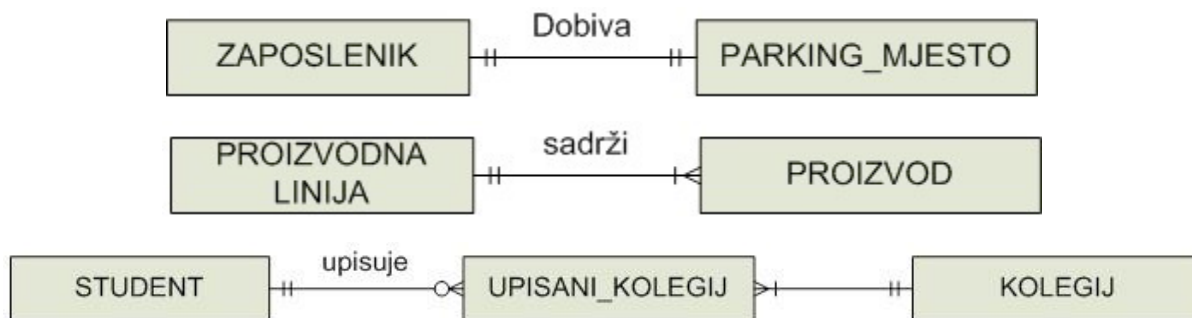 ZAPOSLENIK Dobiva PARKING_MJESTO
PROIZVODNA
LINIJA
sadrži
PROIZVOD
STUDENT upisuje UPISANI_KOLEGIJ KOLEGIJ